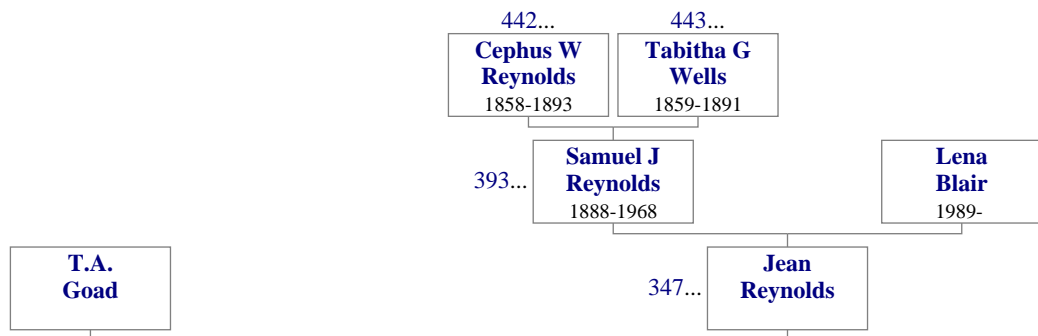 442...
443...
Cephus W
Reynolds
1858-1893
Tabitha G
Wells
1859-1891
393...
Samuel J
Reynolds
1888-1968
Lena
Blair
1989-
T.A.
Goad
347...
Jean
Reynolds